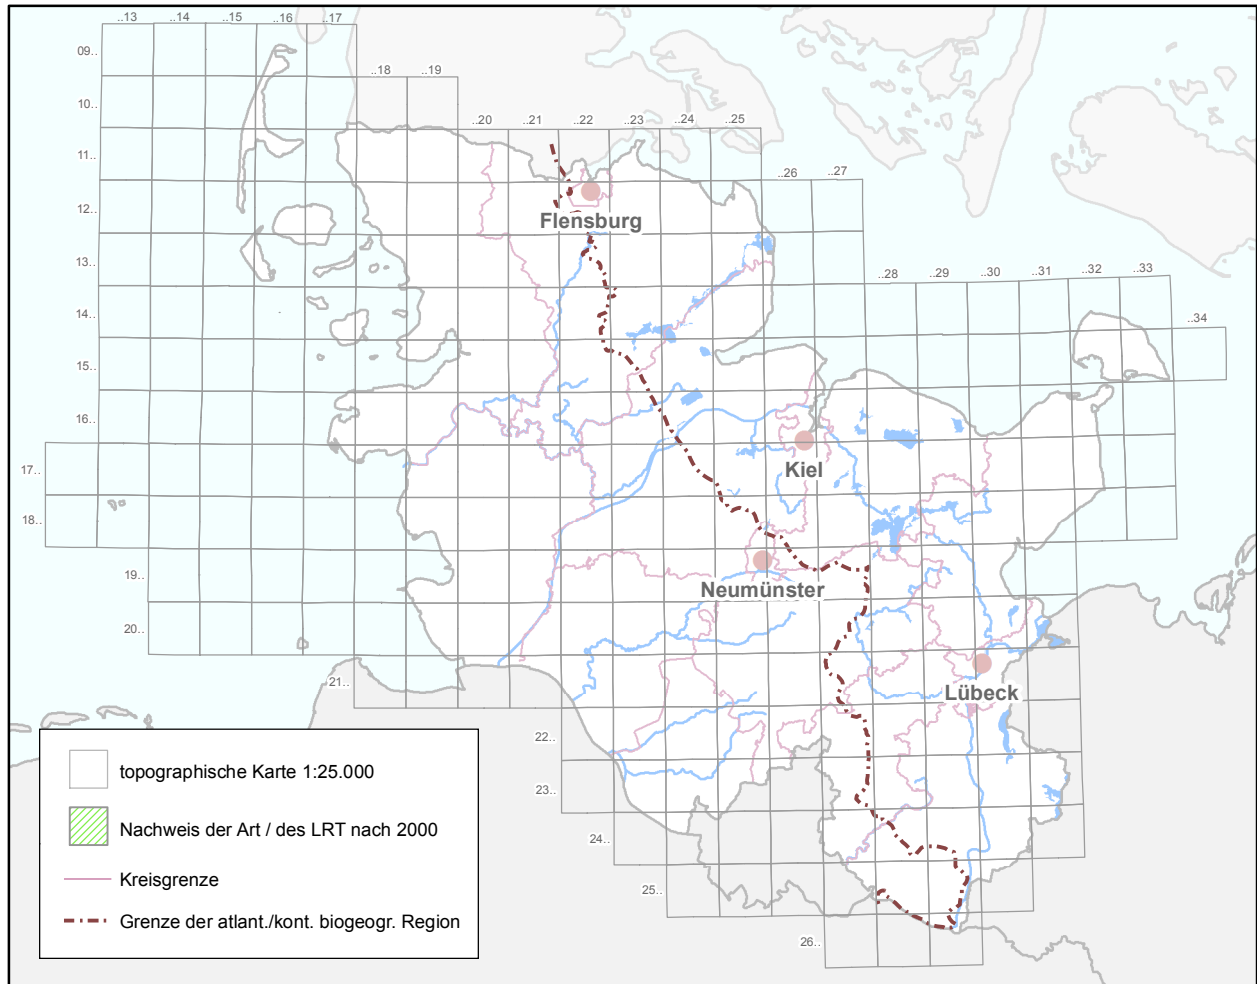 ..13 ..14 ..15 ..16 ..17
09..
..18 ..19
10..
..20 ..21 ..22 ..23 ..24 ..25
11..
..26 ..27
12..
Flensburg
13..
..28 ..29 ..30 ..31 ..32 ..33
14..
..34
15..
16..
17..
Kiel
18..
19..
Neumünster
20..
21..
Lübeck
22..
23..
24..
25..
26..
topographische Karte 1:25.000
Nachweis der Art / des LRT nach 2000
Kreisgrenze
Grenze der atlant./kont. biogeogr. Region